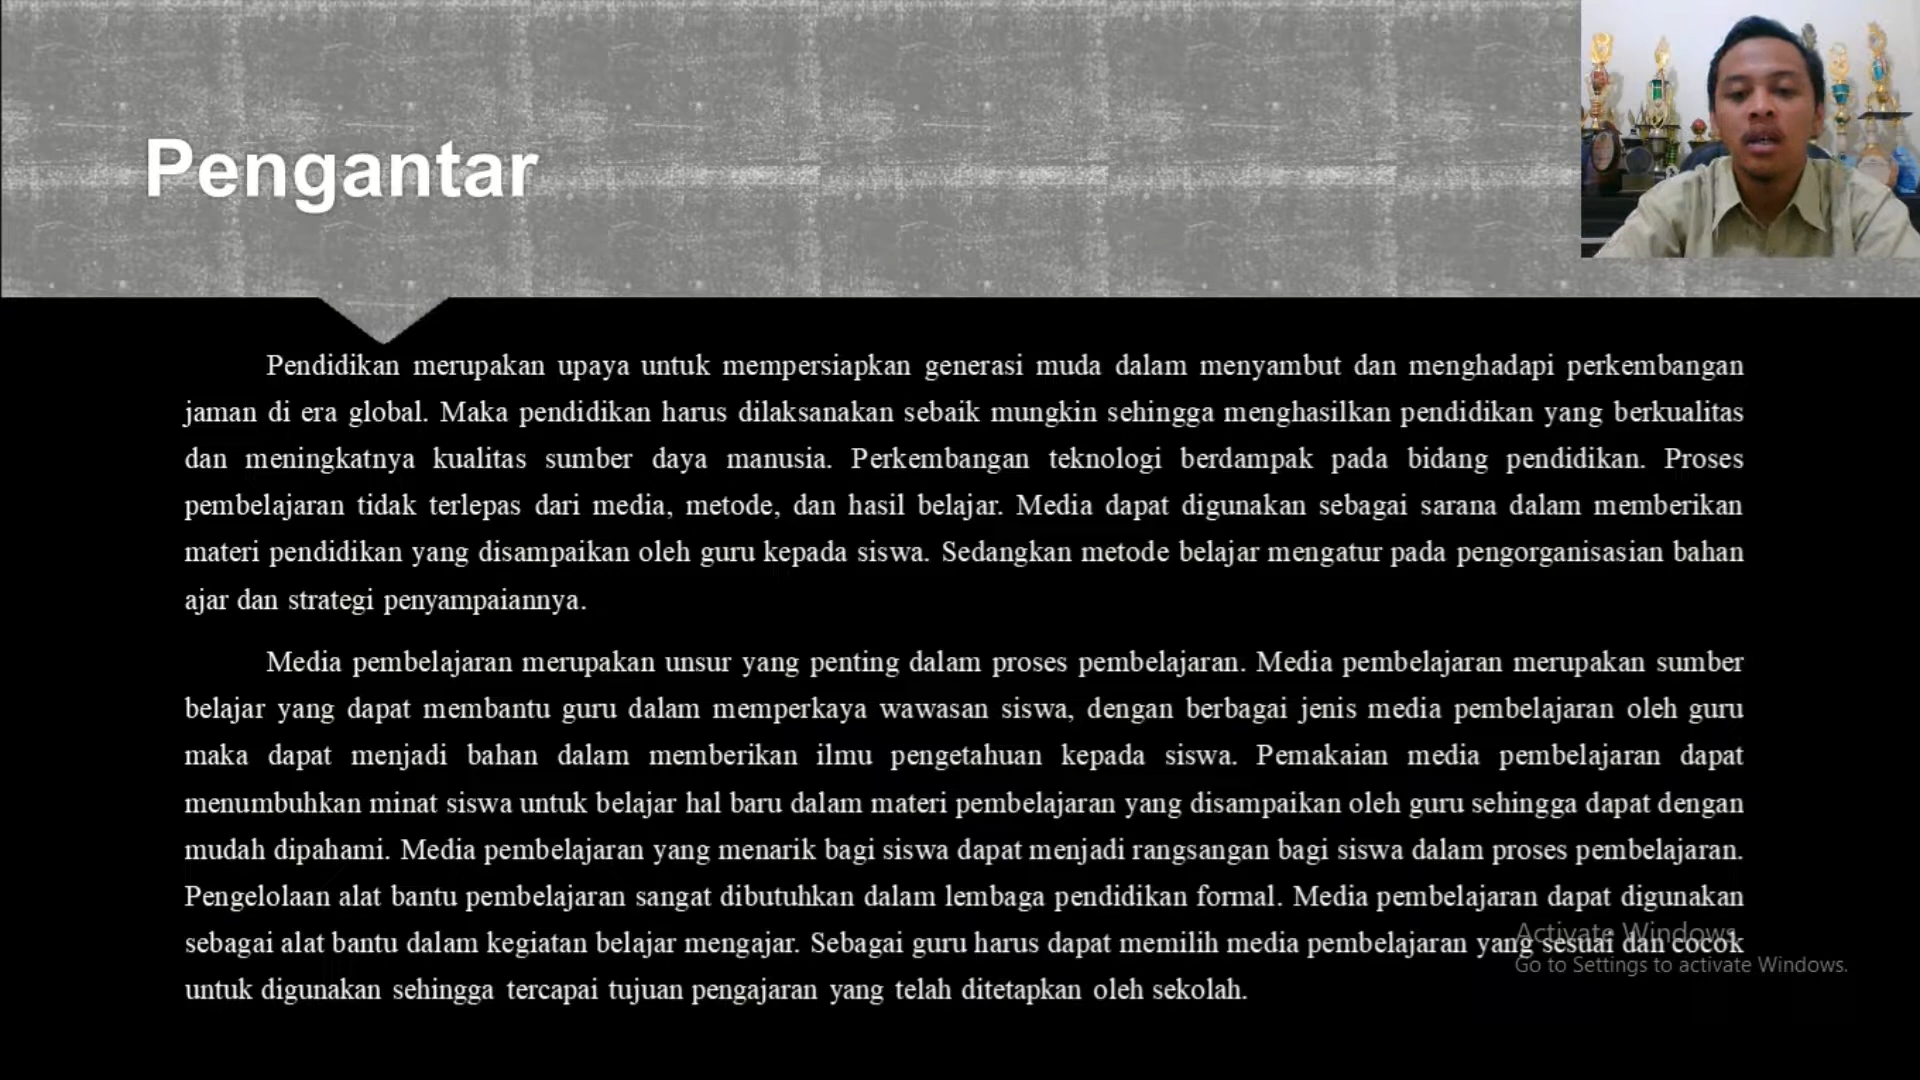 Pengantar
Pendidikan merupakan upaya untuk mempersiapkan generasi muda dalam menyambut dan menghadapi perkembangan
jaman di era global. Maka pendidikan harus dilaksanakan sebaik mungkin sehingga menghasilkan pendidikan yang berkualitas
dan meningkatnya kualitas sumber daya manusia. Perkembangan teknologi berdampak pada bidang pendidikan. Proses
pembelajaran tidak terlepas dari media, metode, dan hasil belajar. Media dapat digunakan sebagai sarana dalam memberikan
materi pendidikan yang disampaikan oleh guru kepada siswa. Sedangkan metode belajar mengatur pada pengorganisasian bahan
ajar dan strategi penyampaiannya.
Media pembelajaran merupakan unsur yang penting dalam proses pembelajaran. Media pembelajaran merupakan sumber
belajar yang dapat membantu guru dalam memperkaya wawasan siswa, dengan berbagai jenis media pembelajaran oleh guru
maka dapat menjadi bahan dalam memberikan ilmu pengetahuan kepada siswa. Pemakaian media pembelajaran dapat
menumbuhkan minat siswa untuk belajar hal baru dalam materi pembelajaran yang disampaikan oleh guru sehingga dapat dengan
mudah dipahami. Media pembelajaran yang menarik bagi siswa dapat menjadi rangsangan bagi siswa dalam proses pembelajaran.
Pengelolaan alat bantu pembelajaran sangat dibutuhkan dalam lembaga pendidikan formal. Media pembelajaran dapat digunakan
sebagai alat bantu dalam kegiatan belajar mengajar. Sebagai guru harus dapat memilih media pembelajaran yang sesuai dan cocok
untuk digunakan sehingga tercapai tujuan pengajaran yang telah ditetapkan oleh sekolah.
Activate Windows
Go to Settings to activate Windows.